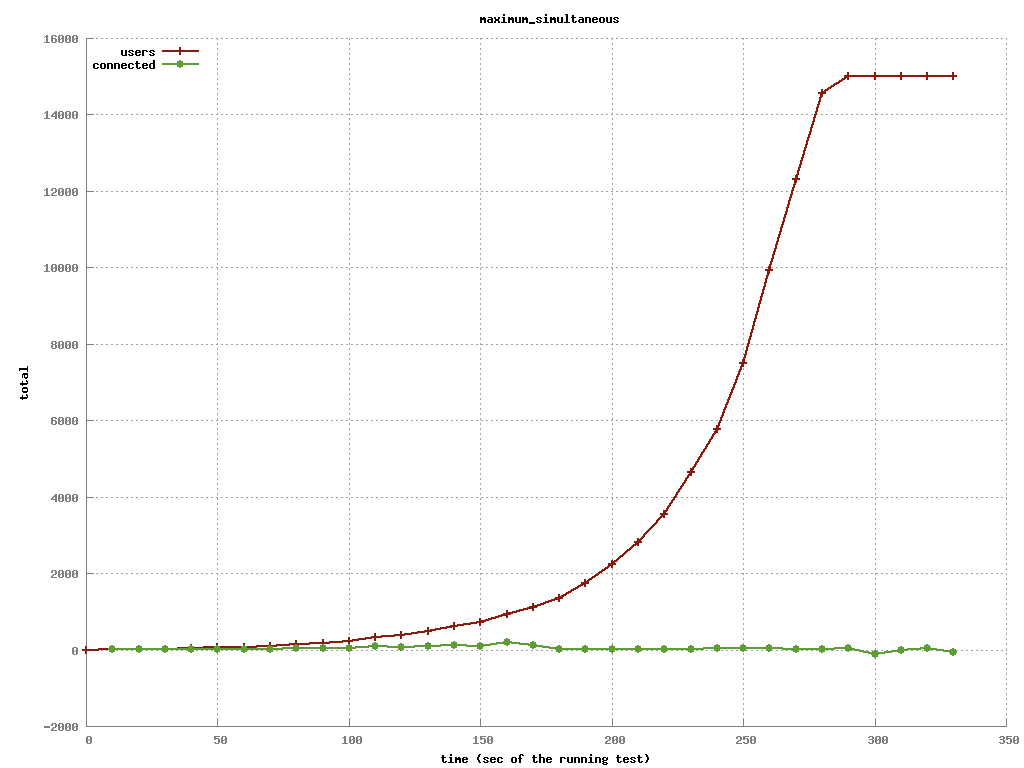 maximum_simultaneous
16000
users
connected
14000
12000
10000
8000
total
6000
4000
2000
0
-2000
0 50 100 150 200 250 300 350
time (sec of the running test)